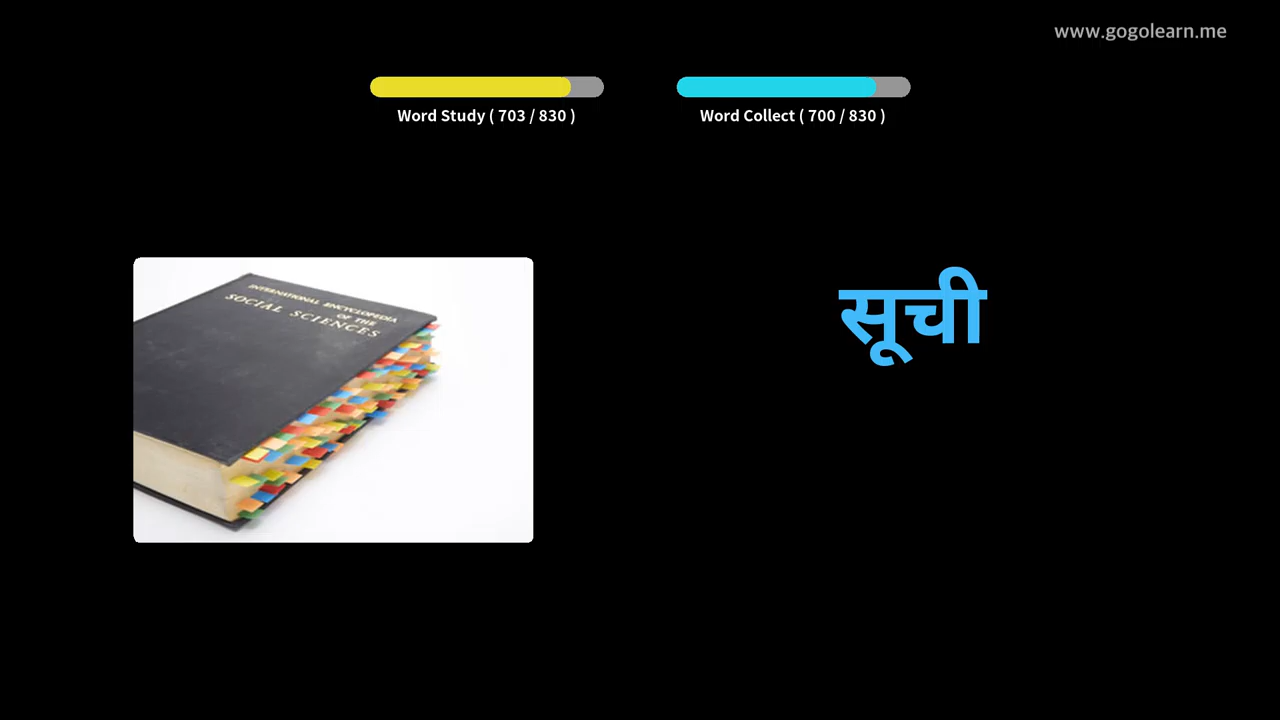 www.gogolearn.me
Word Study ( 703 / 830 )
Word Collect ( 700 / 830 )
INTERNATIONAL ENCYCLOPEDIA
OF THE
SOCIAL SCIENCES
सूची